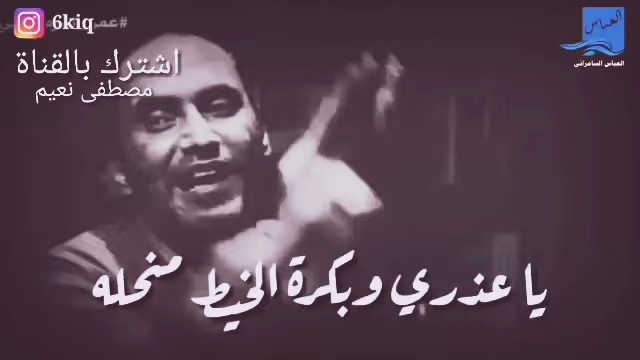 6kiq
اشترك بالقناة
مصطفى نعيم
العباس
العباس السامرائي
يا عذري وبكرة الخيط منحله